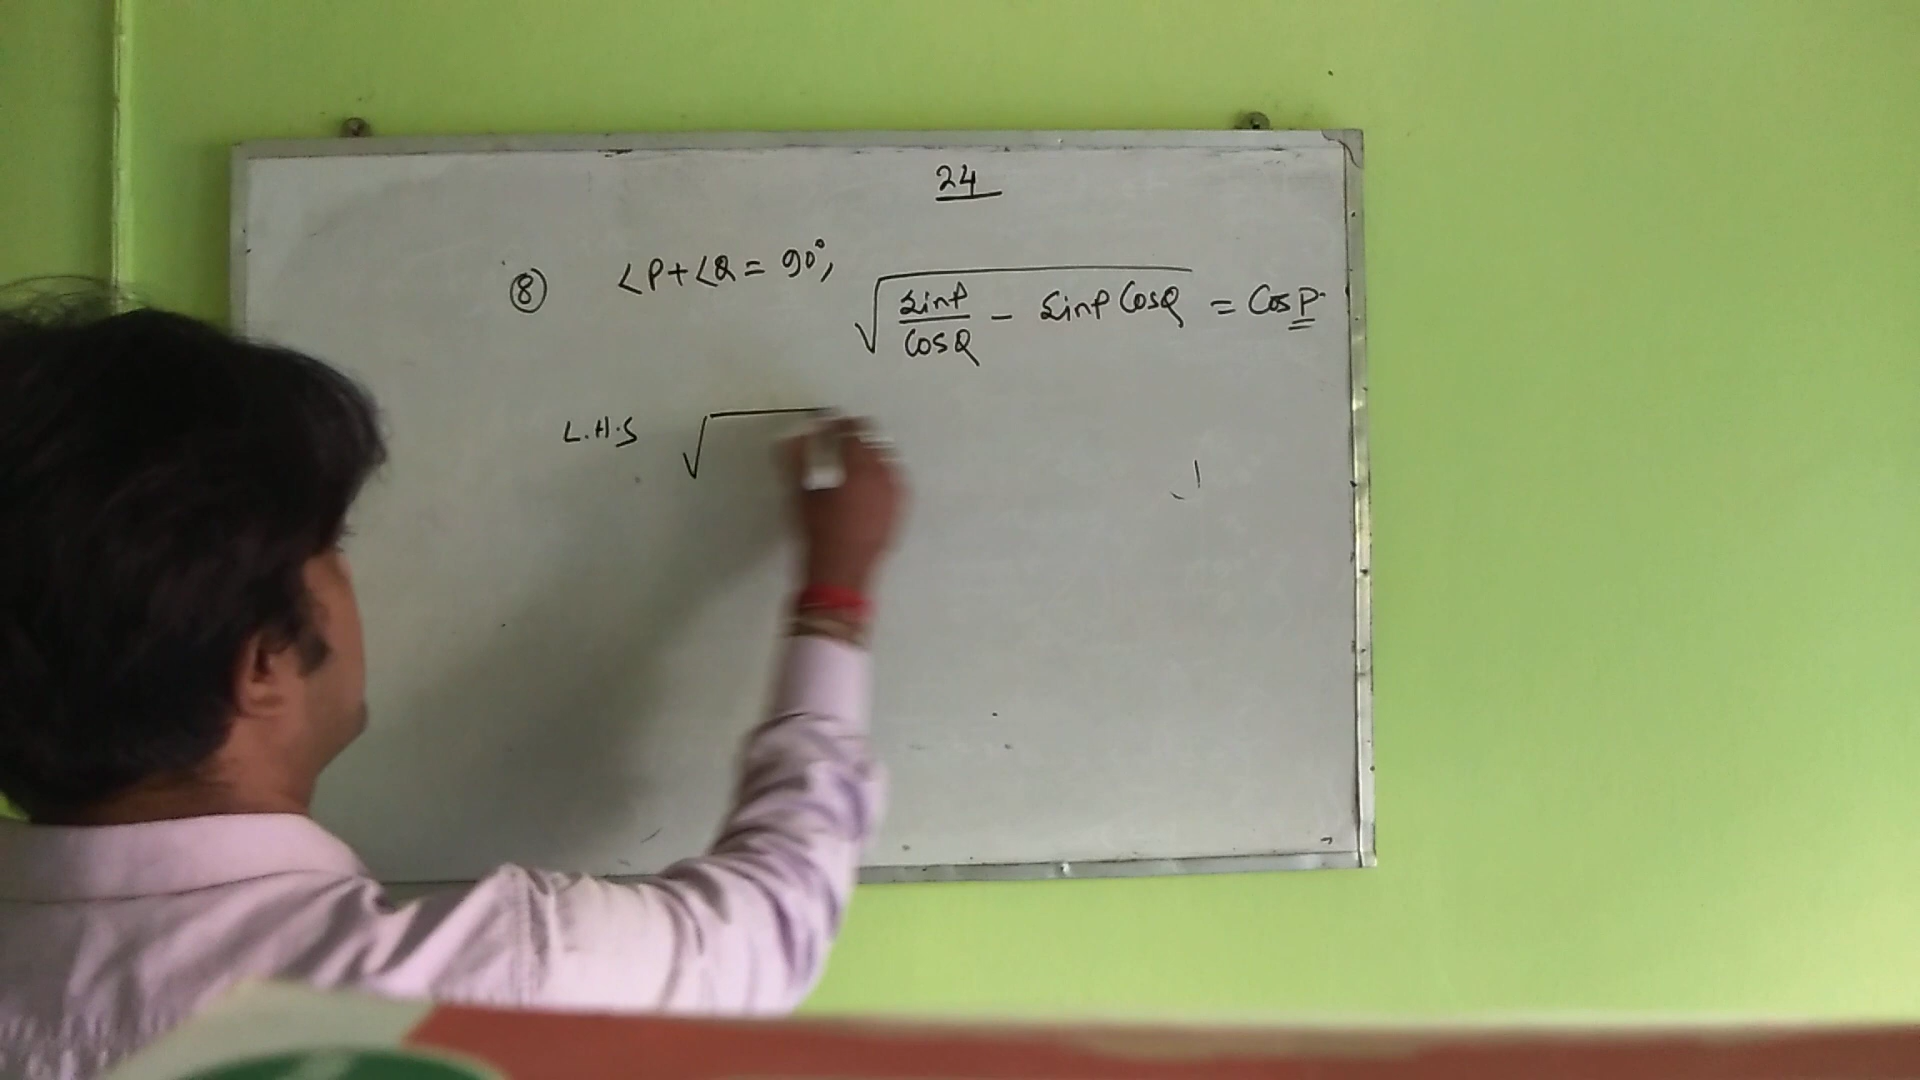 24
⑧ ∠P+∠Q = 90°, √(SinP/CosQ - SinP CosQ) = CosP.
L.H.S √